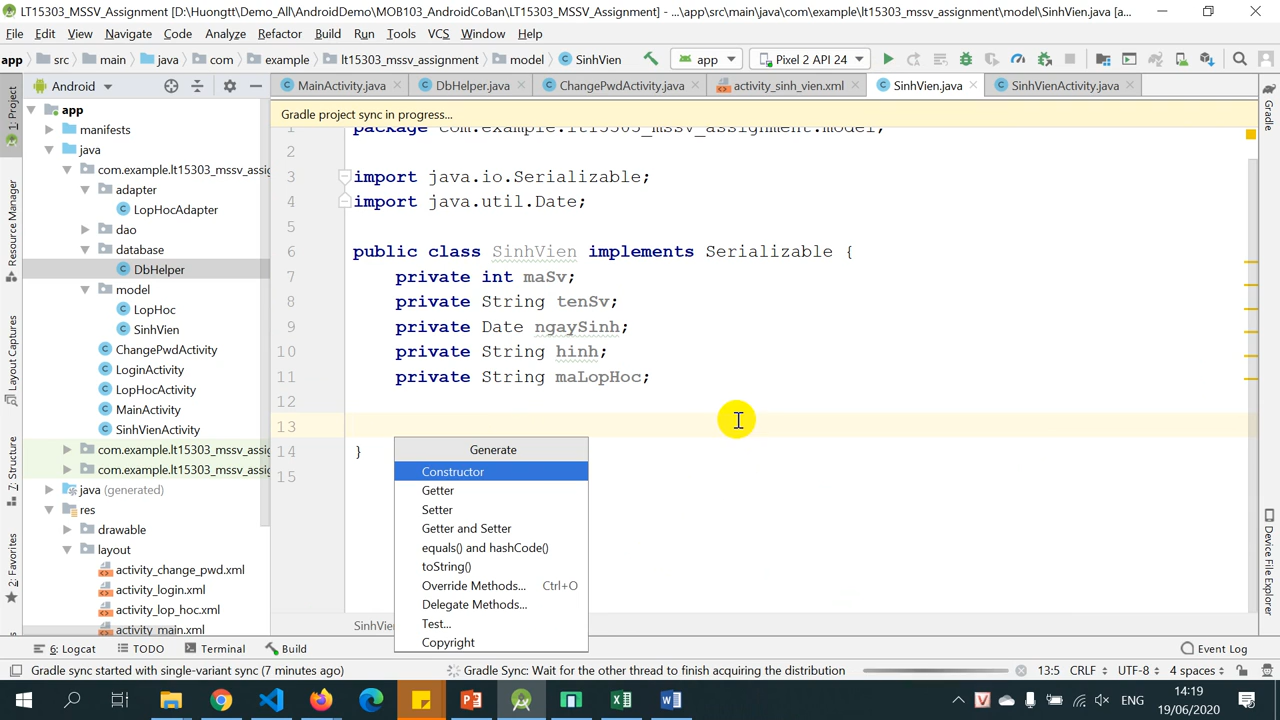 LT15303_MSSV_Assignment [D:\Huongtt\Demo_All\AndroidDemo\MOB103_AndroidCoBan\LT15303_MSSV_Assignment] - ...\app\src\main\java\com\example\lt15303_mssv_assignment\model\SinhVien.java [a...
File Edit View Navigate Code Analyze Refactor Build Run Tools VCS Window Help
app src main java com example lt15303_mssv_assignment model SinhVien app Pixel 2 API 24
Android MainActivity.java DbHelper.java ChangePwdActivity.java activity_sinh_vien.xml SinhVien.java SinhVienActivity.java
Gradle project sync in progress...
1: Project
Resource Manager
Layout Captures
7: Structure
2: Favorites
app
manifests
java
com.example.lt15303_mssv_assig
adapter
LopHocAdapter
dao
database
DbHelper
model
LopHoc
SinhVien
ChangePwdActivity
LoginActivity
LopHocActivity
MainActivity
SinhVienActivity
com.example.lt15303_mssv_assig
com.example.lt15303_mssv_assig
java (generated)
res
drawable
layout
activity_change_pwd.xml
activity_login.xml
activity_lop_hoc.xml
activity_main.xml
1 package com.example.lt15303_mssv_assignment.model;
2
3 import java.io.Serializable;
4 import java.util.Date;
5
6 public class SinhVien implements Serializable {
7 private int maSv;
8 private String tenSv;
9 private Date ngaySinh;
10 private String hinh;
11 private String maLopHoc;
12
13
14 }
15
Generate
Constructor
Getter
Setter
Getter and Setter
equals() and hashCode()
toString()
Override Methods... Ctrl+O
Delegate Methods...
Test...
Copyright
SinhVie
Gradle
Device File Explorer
6: Logcat TODO Terminal Build Event Log
Gradle sync started with single-variant sync (7 minutes ago) Gradle Sync: Wait for the other thread to finish acquiring the distribution 13:5 CRLF UTF-8 4 spaces
ENG 14:19
19/06/2020